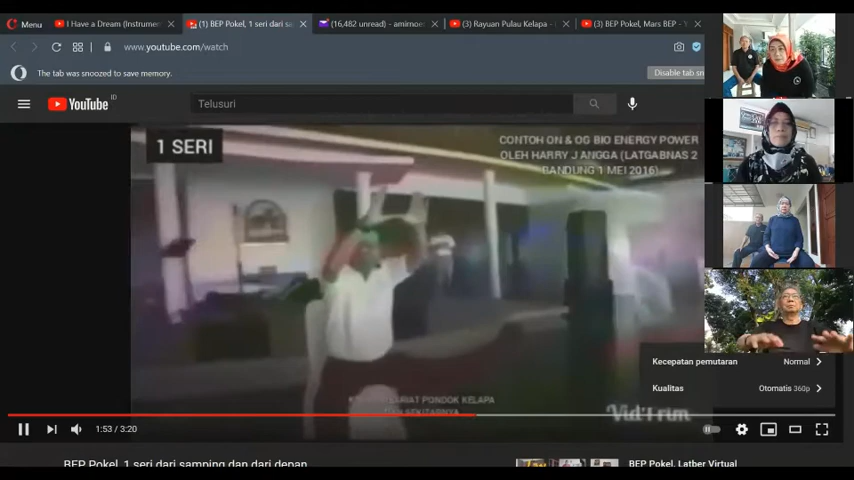 Menu
I Have a Dream (Instrumen
(1) BEP Pokel, 1 seri dari sa
(16,482 unread) - amirnoe
(3) Rayuan Pulau Kelapa -
(3) BEP Pokel, Mars BEP - Y
www.youtube.com/watch
The tab was snoozed to save memory.
Disable tab sn
YouTube ID
Telusuri
1 SERI
CONTOH ON & OG BIO ENERGY POWER
OLEH HARRY J ANGGA (LATGABNAS 2
BANDUNG 1 MEI 2016)
PONDOK KELAPA
Vid Trim
Kecepatan pemutaran Normal
Kualitas Otomatis 360p
1:53 / 3:20
BEP Pokel, 1 seri dari samping dan dari depan
BEP Pokel, Latber Virtual